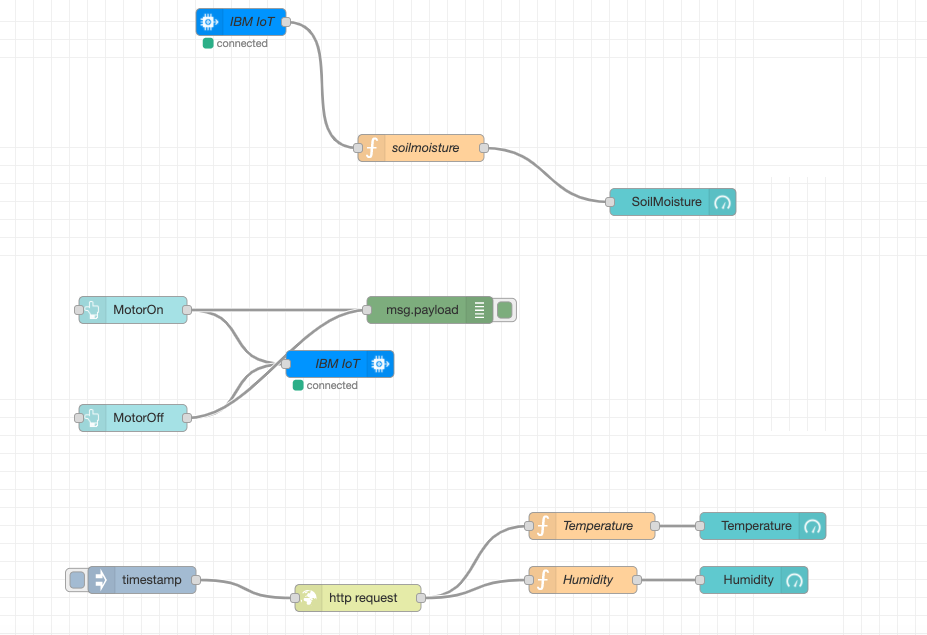 IBM IoT
connected
soilmoisture
SoilMoisture
MotorOn
msg.payload
IBM IoT
connected
MotorOff
Temperature
Temperature
timestamp
Humidity
Humidity
http request